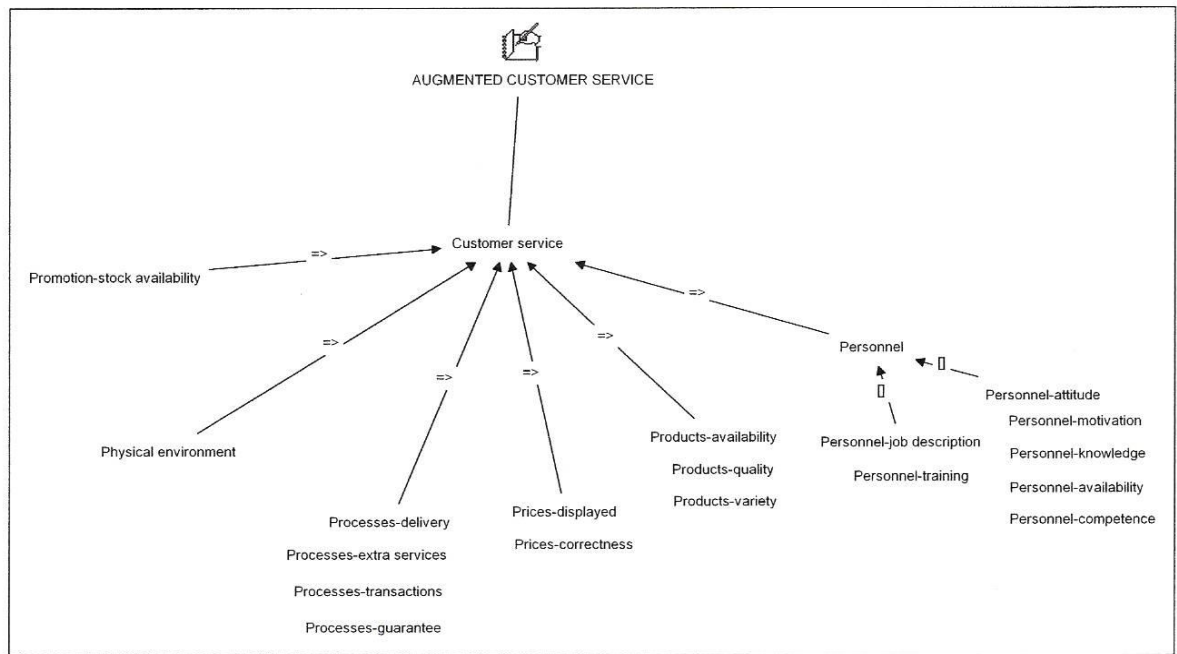 AUGMENTED CUSTOMER SERVICE
Customer service
=>
Promotion-stock availability
=>
=>
=>
Personnel
=>
[]
=>
=>
[]
Personnel-attitude
Personnel-motivation
Products-availability
Personnel-job description
Physical environment
Personnel-knowledge
Products-quality
Personnel-training
Personnel-availability
Products-variety
Prices-displayed
Personnel-competence
Processes-delivery
Prices-correctness
Processes-extra services
Processes-transactions
Processes-guarantee